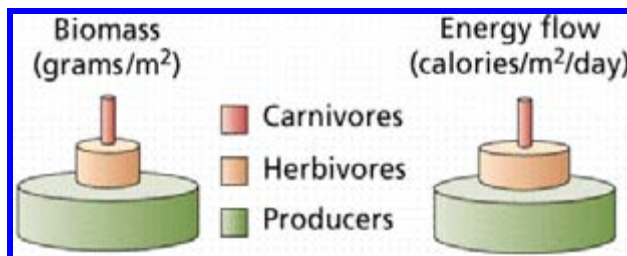 Biomass
(grams/m²)
Energy flow
(calories/m²/day)
Carnivores
Herbivores
Producers